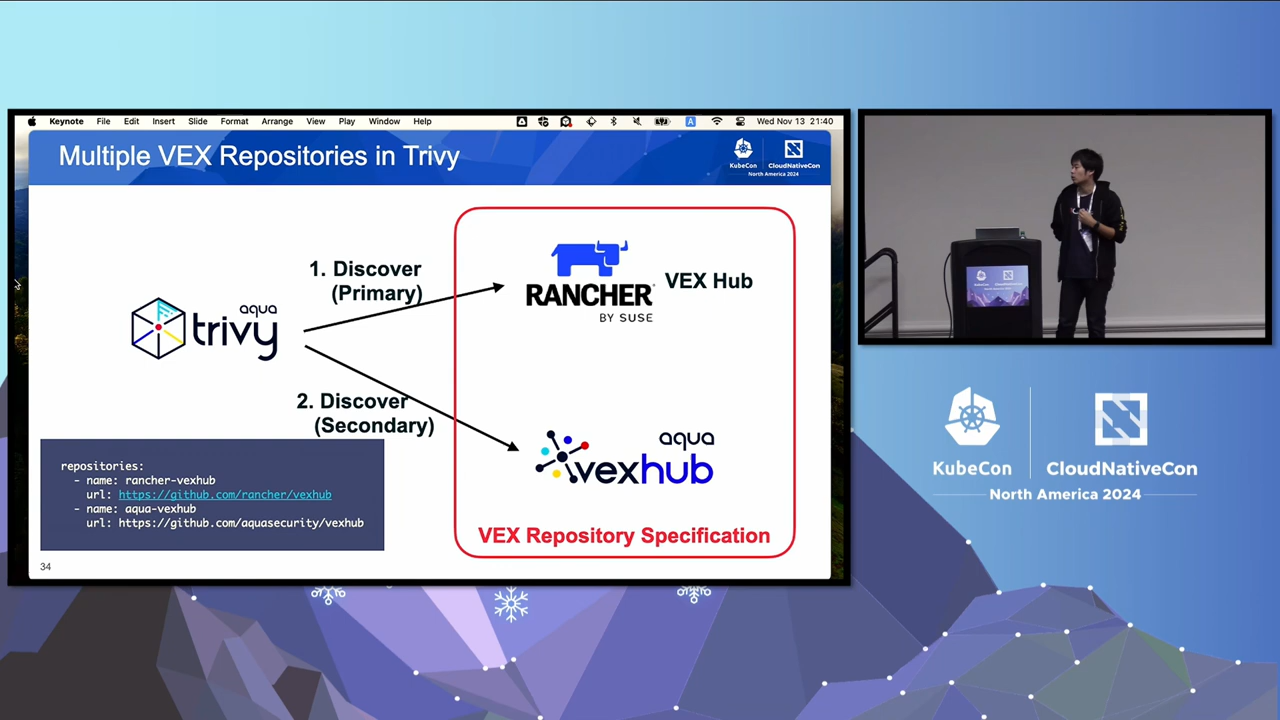 Keynote File Edit Insert Slide Format Arrange View Play Window Help
A
Wed Nov 13 21:40
Multiple VEX Repositories in Trivy
KubeCon
CloudNativeCon
North America 2024
1. Discover
(Primary)
RANCHER
BY SUSE
VEX Hub
aqua
trivy
2. Discover
(Secondary)
aqua
vexhub
repositories:
- name: rancher-vexhub
url: https://github.com/rancher/vexhub
- name: aqua-vexhub
url: https://github.com/aquasecurity/vexhub
VEX Repository Specification
34
KubeCon
CloudNativeCon
North America 2024